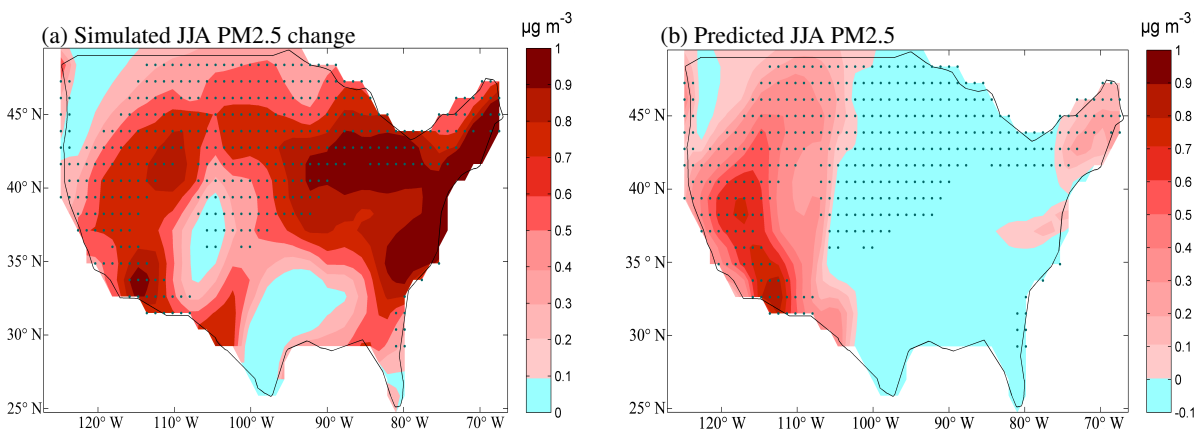 (a) Simulated JJA PM2.5 change
µg m-3
1
0.9
0.8
0.7
0.6
0.5
0.4
0.3
0.2
0.1
0
45° N
40° N
35° N
30° N
25° N
120° W 110° W 100° W 90° W 80° W 70° W
(b) Predicted JJA PM2.5
µg m-3
1
0.9
0.8
0.7
0.6
0.5
0.4
0.3
0.2
0.1
0
-0.1
45° N
40° N
35 ° N
30° N
25° N
120° W 110° W 100° W 90° W 80° W 70° W